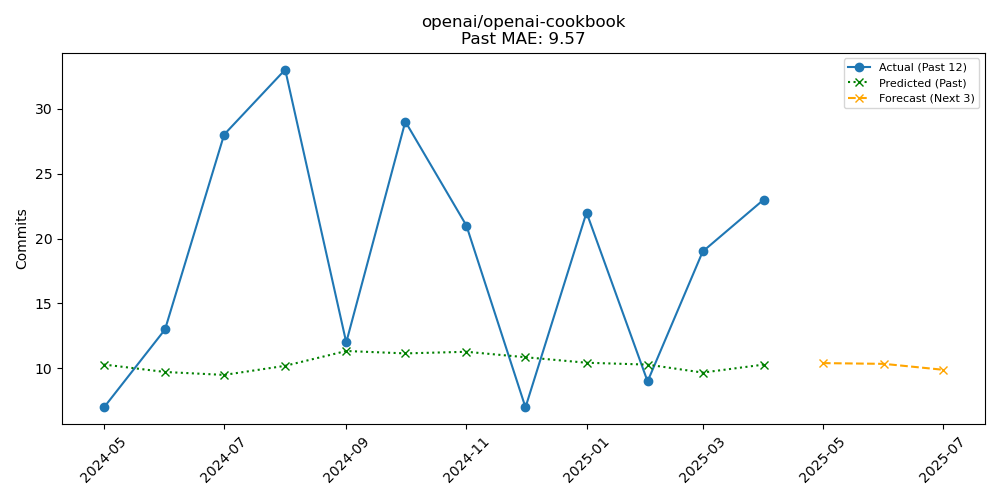 openai/openai-cookbook
Past MAE: 9.57
Actual (Past 12)
Predicted (Past)
Forecast (Next 3)
Commits
30
25
20
15
10
2024-05
2024-07
2024-09
2024-11
2025-01
2025-03
2025-05
2025-07